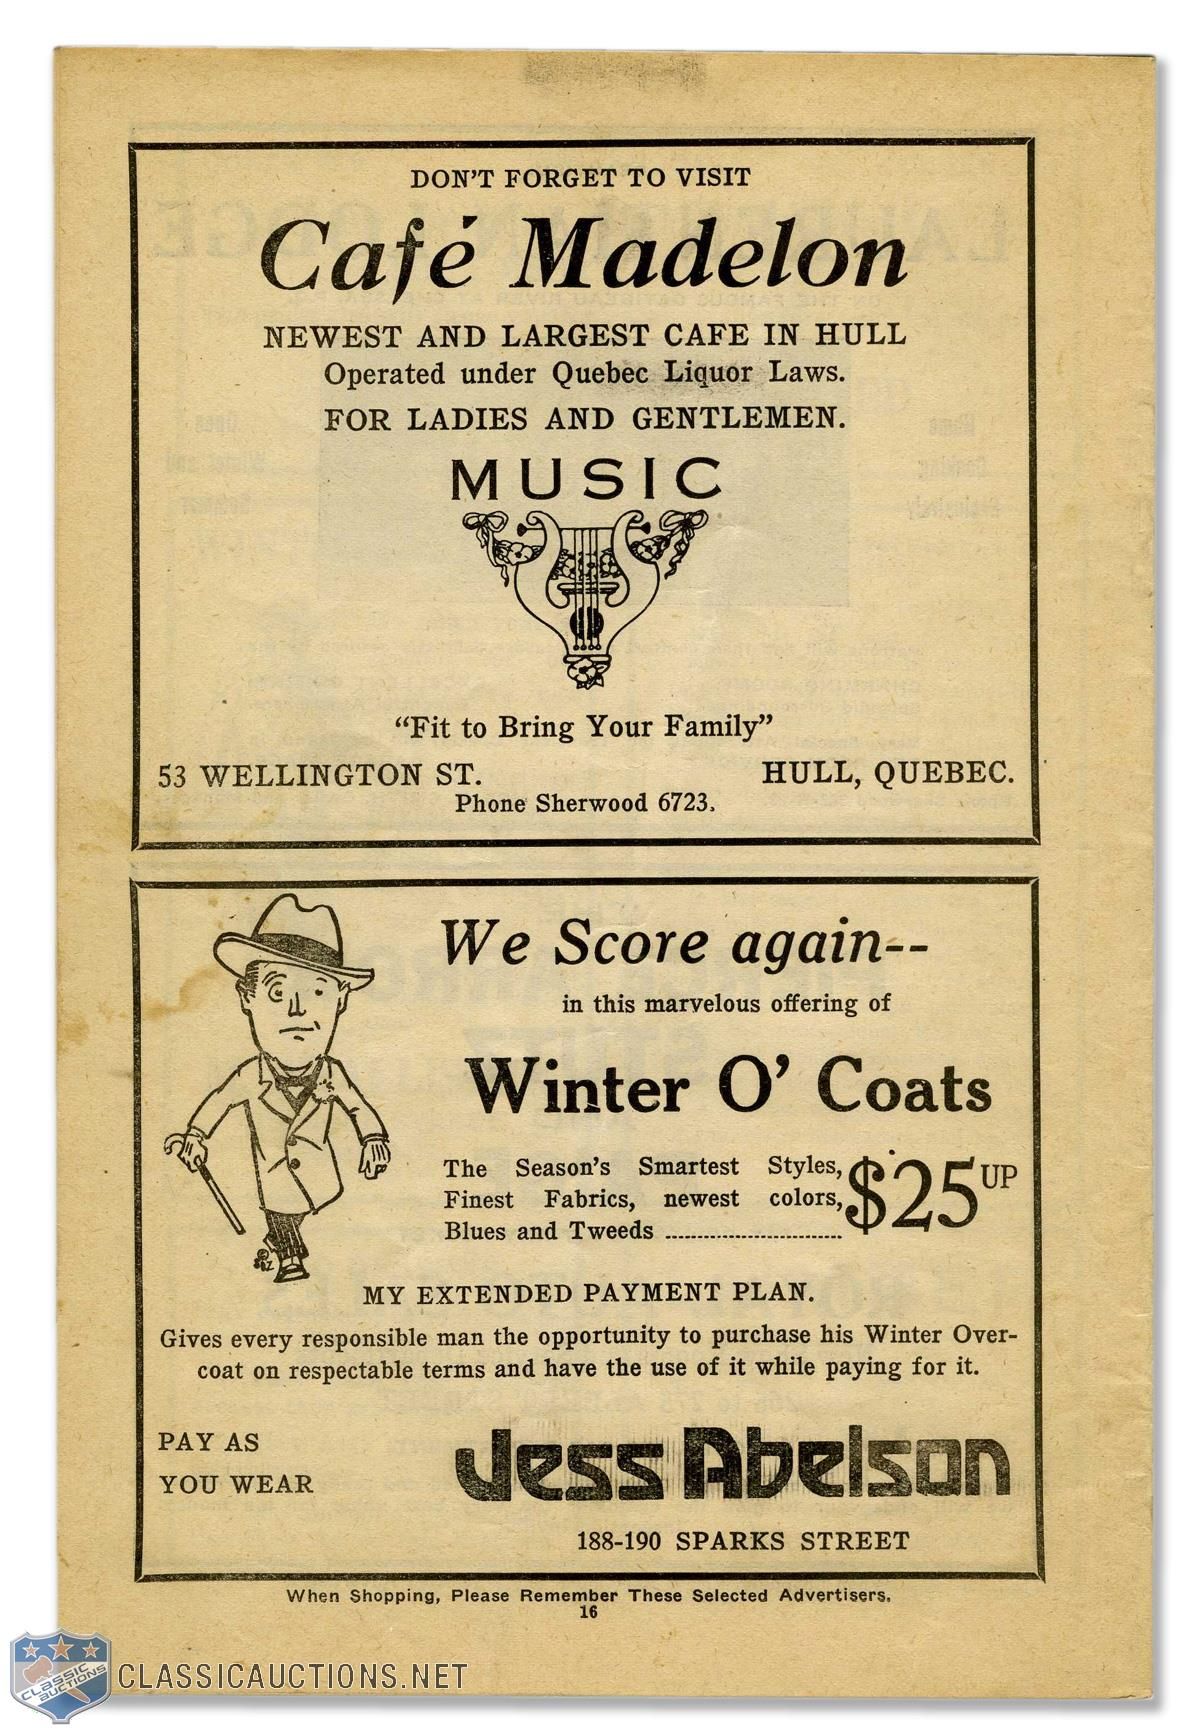 DON'T FORGET TO VISIT
Café Madelon
NEWEST AND LARGEST CAFE IN HULL
Operated under Quebec Liquor Laws.
FOR LADIES AND GENTLEMEN.
MUSIC
"Fit to Bring Your Family"
53 WELLINGTON ST. HULL, QUEBEC.
Phone Sherwood 6723.
We Score again--
in this marvelous offering of
Winter O' Coats
The Season's Smartest Styles,
Finest Fabrics, newest colors,
Blues and Tweeds ............................
$25 UP
MY EXTENDED PAYMENT PLAN.
Gives every responsible man the opportunity to purchase his Winter Over-
coat on respectable terms and have the use of it while paying for it.
PAY AS
YOU WEAR
Jess Abelson
188-190 SPARKS STREET
When Shopping, Please Remember These Selected Advertisers.
16
CLASSIC
AUCTIONS
CLASSICAUCTIONS.NET